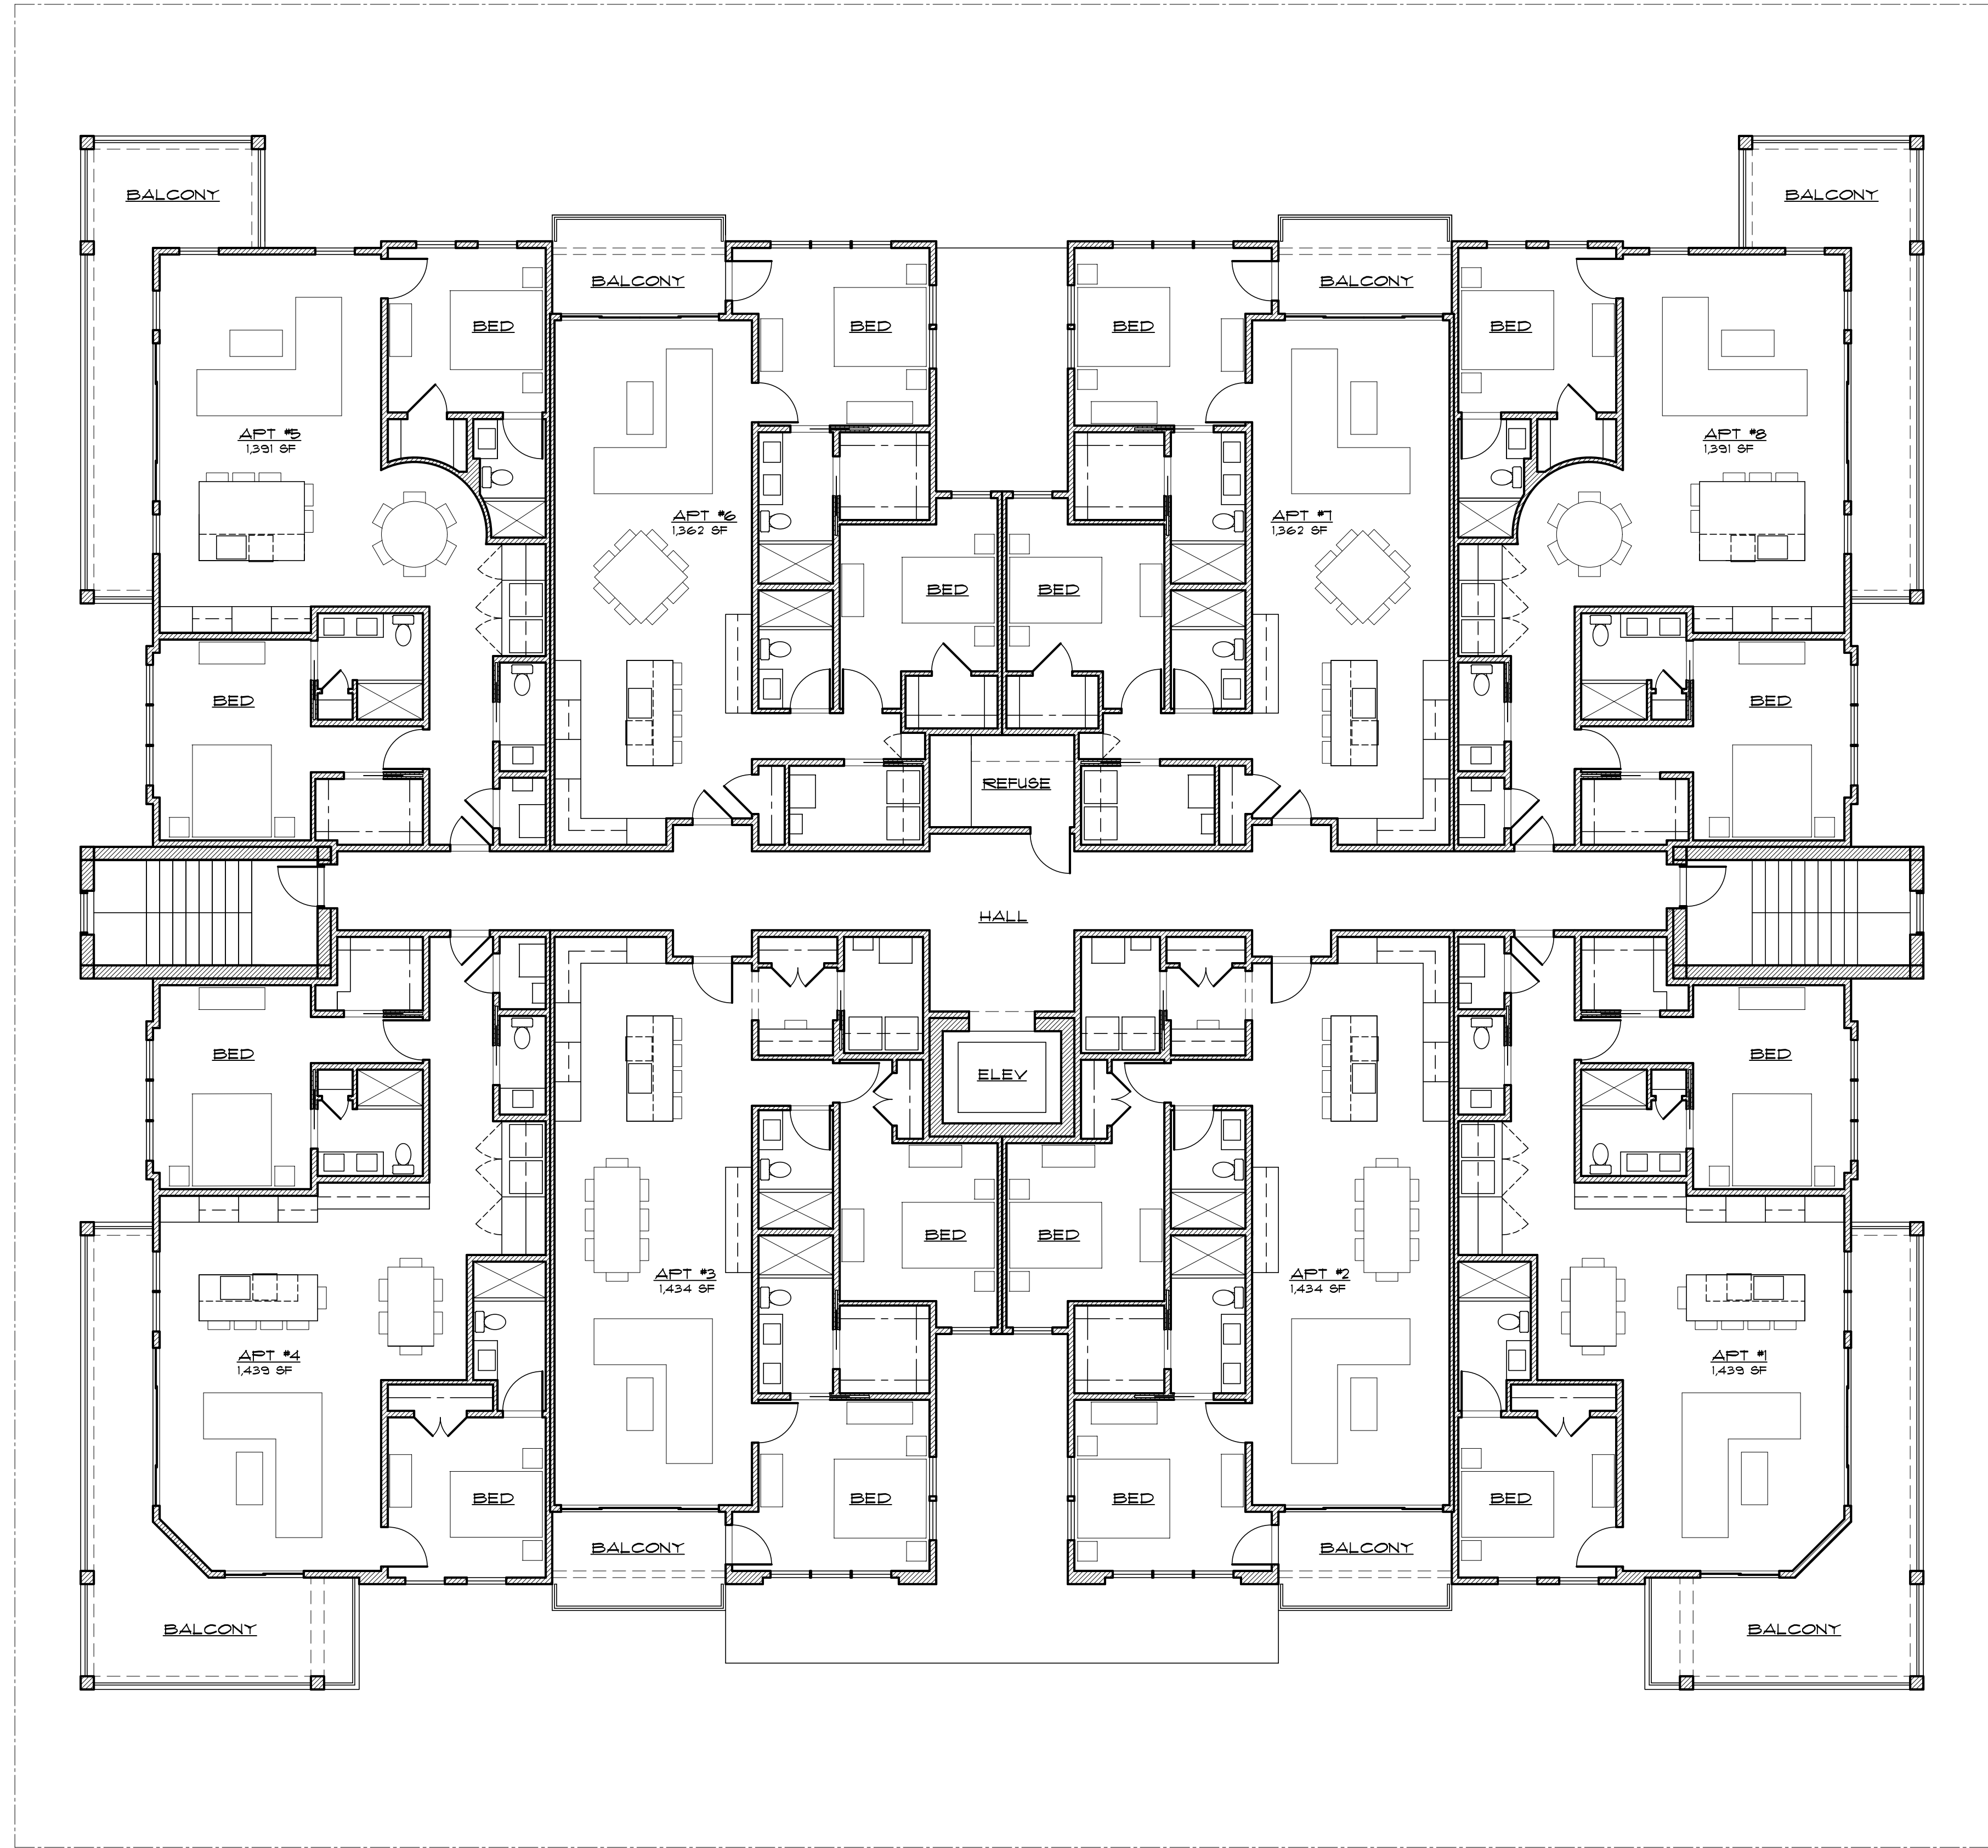 BALCONY
BALCONY
BALCONY
BALCONY
BED
BED
BED
BED
APT #5
1,391 SF
APT #8
1,391 SF
APT #6
1,362 SF
APT #7
1,362 SF
BED
BED
BED
BED
REFUSE
HALL
BED
ELEV
BED
BED
BED
APT #3
1,434 SF
APT #2
1,434 SF
APT #4
1,439 SF
APT #1
1,439 SF
BED
BED
BED
BED
BALCONY
BALCONY
BALCONY
BALCONY